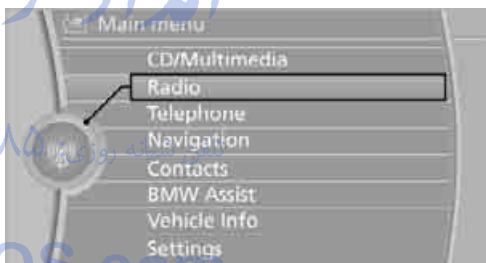 Main menu
CD/Multimedia
Radio
Telephone
Navigation
Contacts
BMW Assist
Vehicle Info
Settings